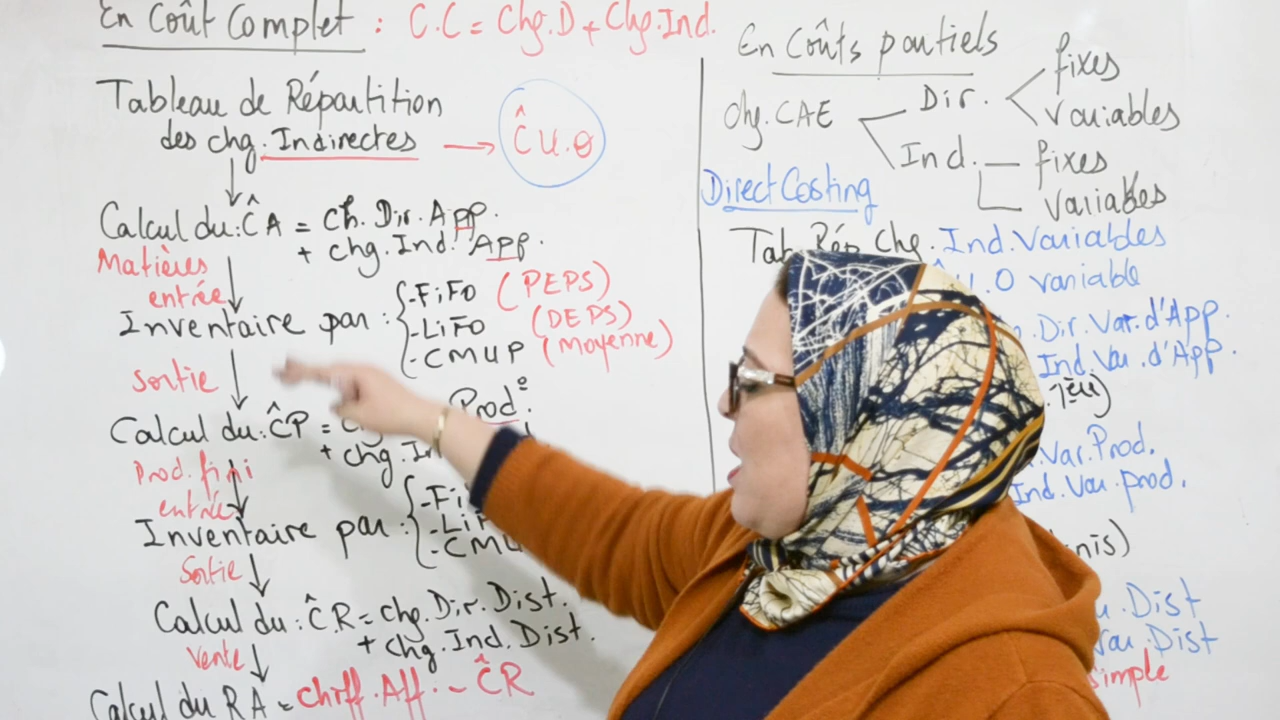 En Coût Complet : C.C = Chg.D + Chg.Ind.
Tableau de Répartition
des chg. Indirectes → Ĉ U.O
Calcul du: ĈA = Ch. Dir. App.
+ chg. Ind. App.
Matières
entrée
Inventaire par : - FiFo (PEPS)
- LiFo (DEPS)
- CMUP (Moyenne)
Sortie
Calcul du: ĈP = Prod°.
+ chg. In
Prod. fini
entrée
Inventaire par :
- LiF
- CMU
Sortie
Calcul du: ĈR = chg. Dir. Dist.
+ chg. Ind. Dist.
Vente
Calcul du RA = chiff. Aff. - ĈR
En Coûts partiels
chg. CAE
Dir. fixes
Variables
Ind. fixes
Variables
Direct Costing
Tab. Rép. Chg. Ind. Variables
U.O variable
Dir. Var. d'App.
Ind. Var. d'App.
Var. Prod.
Ind. Var. prod.
Dist
Var. Dist
simple